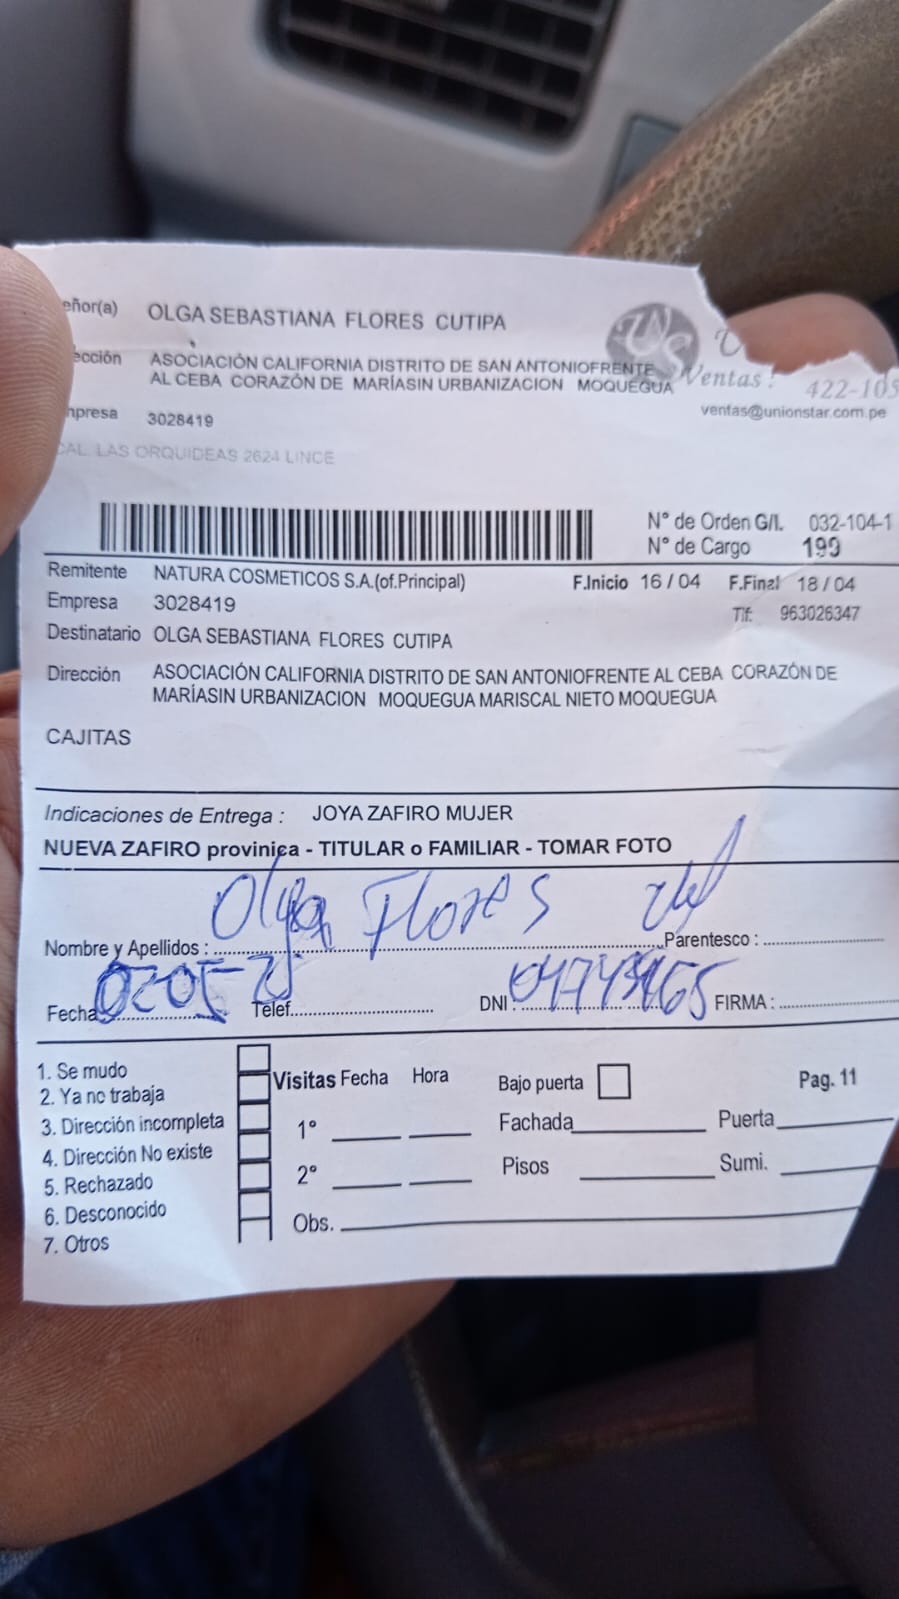 eñor(a) OLGA SEBASTIANA FLORES CUTIPA
ección ASOCIACIÓN CALIFORNIA DISTRITO DE SAN ANTONIOFRENTE
AL CEBA CORAZÓN DE MARÍASIN URBANIZACION MOQUEGUA
Ventas: 422-105
mpresa 3028419
ventas@unionstar.com.pe
CAL. LAS ORQUIDEAS 2624 LINCE
N° de Orden G/I. 032-104-1
N° de Cargo 199
Remitente NATURA COSMETICOS S.A.(of.Principal) F.Inicio 16 / 04 F.Final 18 / 04
Empresa 3028419 Tlf: 963026347
Destinatario OLGA SEBASTIANA FLORES CUTIPA
Dirección ASOCIACIÓN CALIFORNIA DISTRITO DE SAN ANTONIOFRENTE AL CEBA CORAZÓN DE
MARÍASIN URBANIZACION MOQUEGUA MARISCAL NIETO MOQUEGUA
CAJITAS
Indicaciones de Entrega : JOYA ZAFIRO MUJER
NUEVA ZAFIRO provinica - TITULAR o FAMILIAR - TOMAR FOTO
Nombre y Apellidos : Olga Flores Parentesco :
Fecha Telef. DNI : FIRMA :
1. Se mudo
2. Ya no trabaja
3. Dirección incompleta
4. Dirección No existe
5. Rechazado
6. Desconocido
7. Otros
Visitas Fecha Hora
1°
2°
Obs.
Bajo puerta Pag. 11
Fachada Puerta
Pisos Sumi.